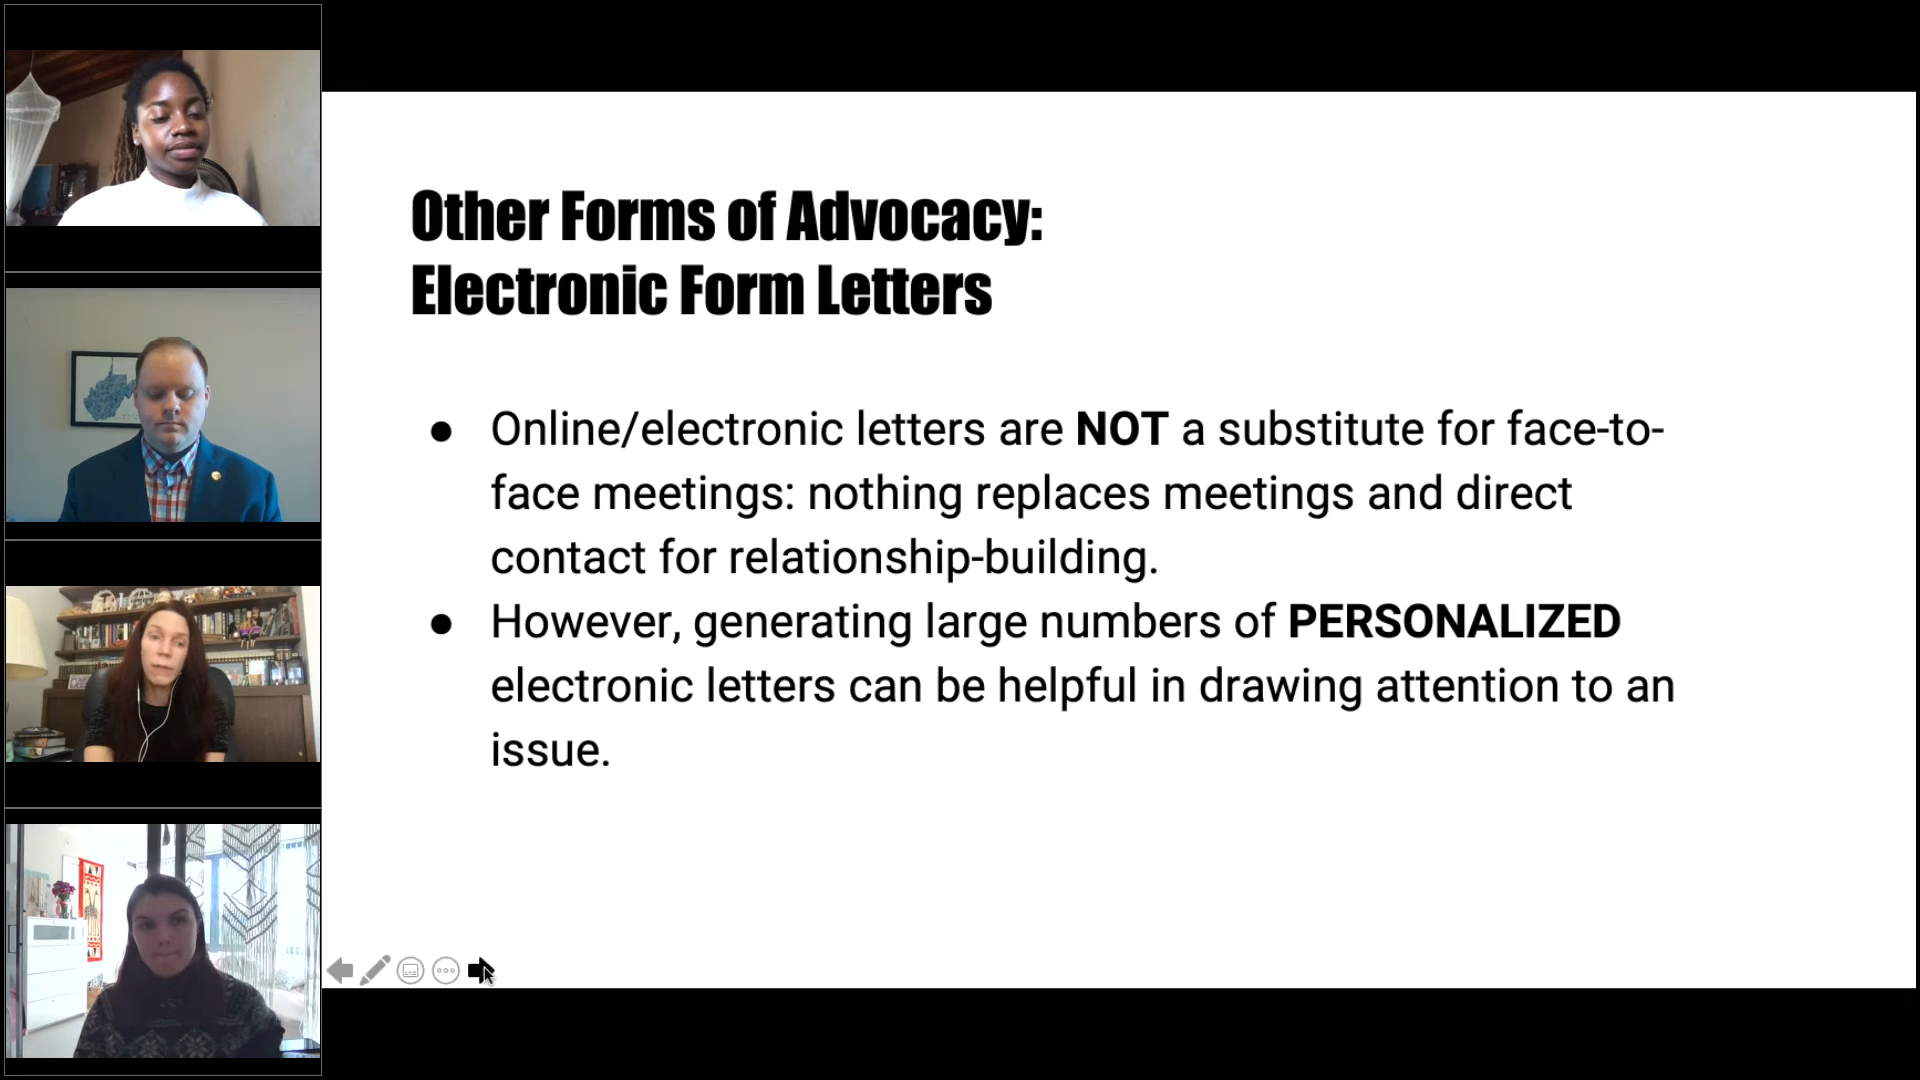 Other Forms of Advocacy:
Electronic Form Letters
● Online/electronic letters are NOT a substitute for face-to-
face meetings: nothing replaces meetings and direct
contact for relationship-building.
● However, generating large numbers of PERSONALIZED
electronic letters can be helpful in drawing attention to an
issue.